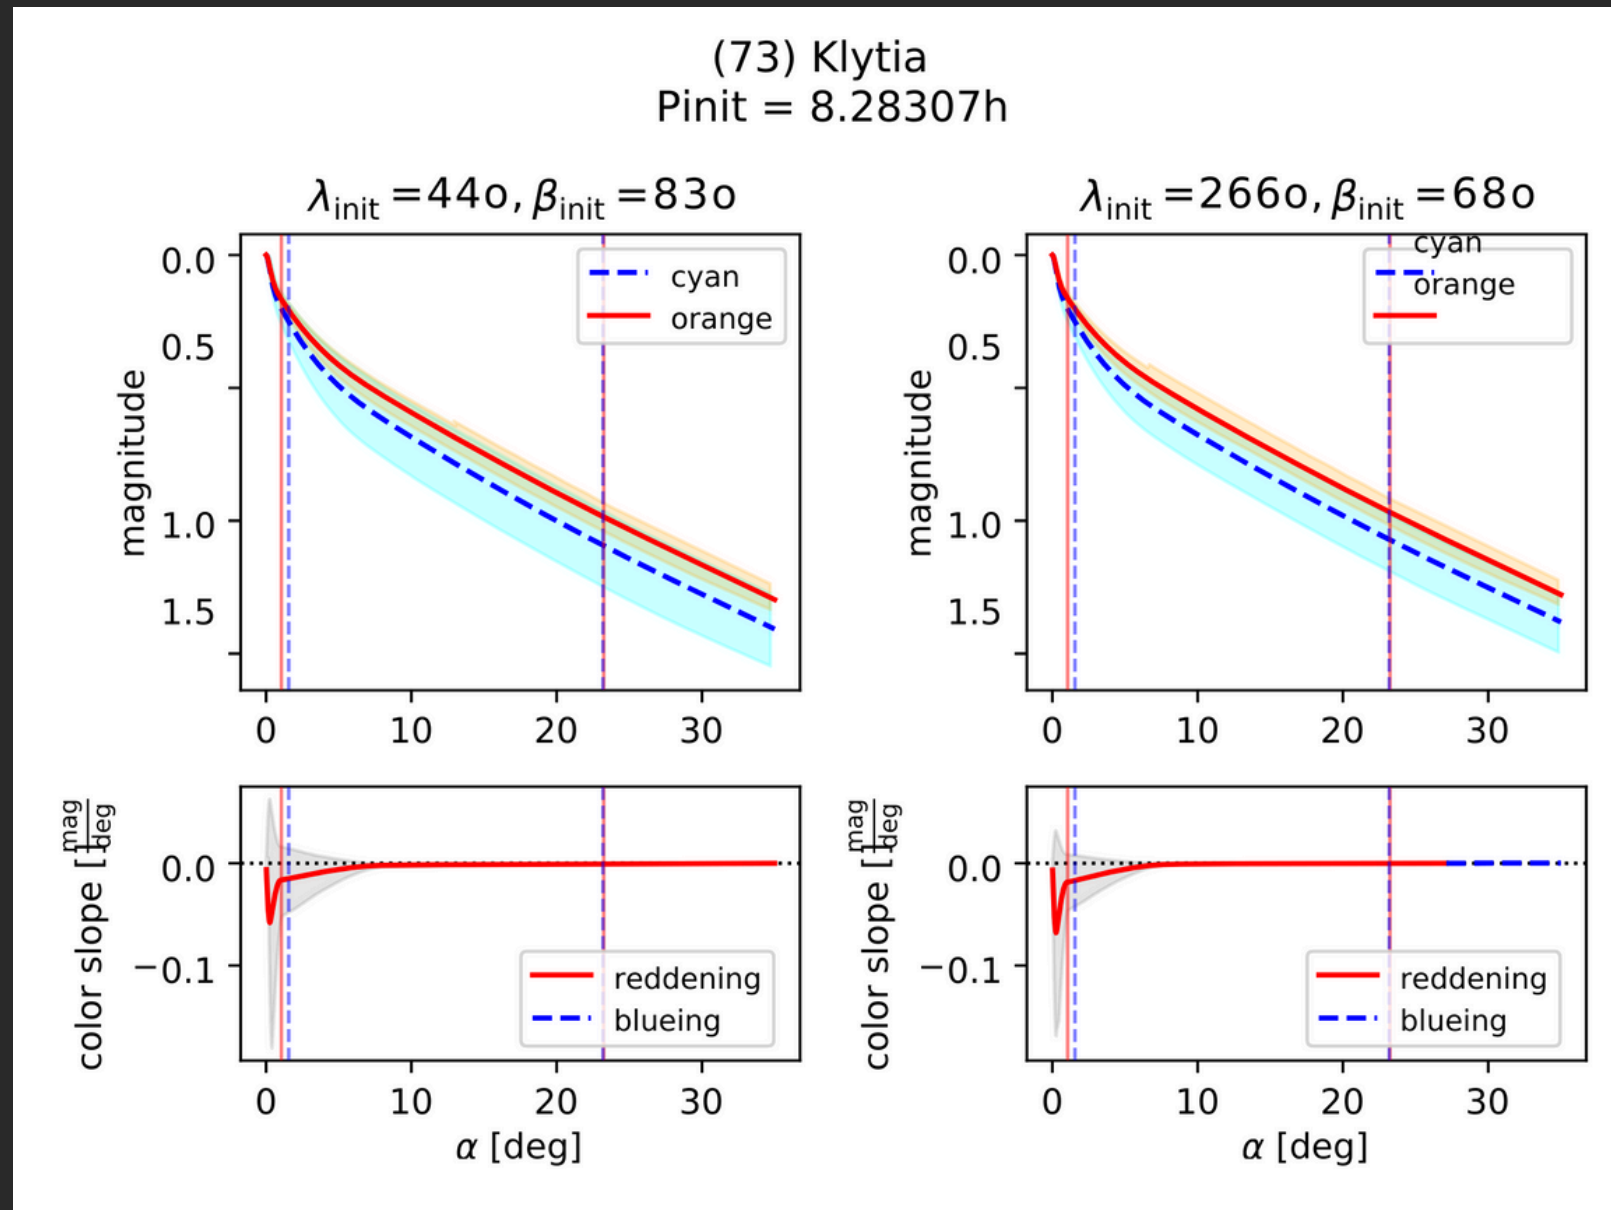 (73) Klytia
Pinit = 8.28307h
λinit =44o, βinit =83o
λinit =266o, βinit =68o
magnitude
0.0
0.5
1.0
1.5
cyan
orange
0 10 20 30
magnitude
0.0
0.5
1.0
1.5
cyan
orange
0 10 20 30
color slope [mag/deg]
0.0
−0.1
reddening
blueing
0 10 20 30
α [deg]
color slope [mag/deg]
0.0
−0.1
reddening
blueing
0 10 20 30
α [deg]